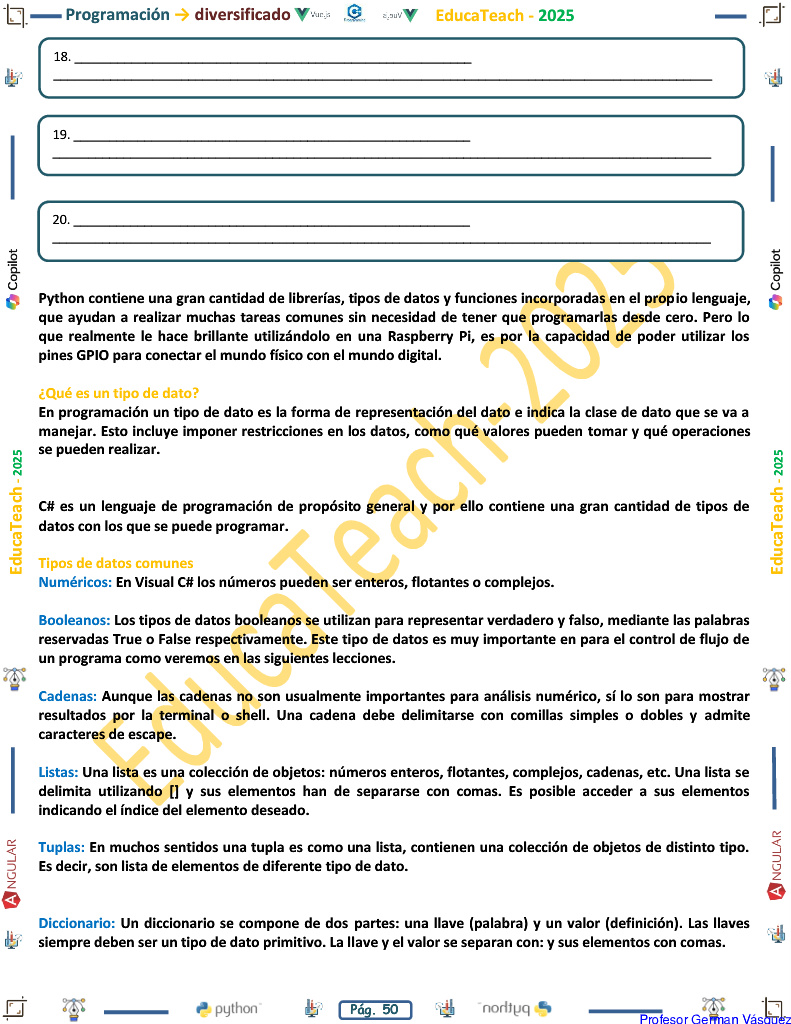 Programación → diversificado Vue.js Vue.js EducaTeach - 2025
18. ___________________________________________________
_____________________________________________________________________________________
19. ___________________________________________________
_____________________________________________________________________________________
20. ___________________________________________________
_____________________________________________________________________________________
Copilot
Copilot
Python contiene una gran cantidad de librerías, tipos de datos y funciones incorporadas en el propio lenguaje,
que ayudan a realizar muchas tareas comunes sin necesidad de tener que programarlas desde cero. Pero lo
que realmente le hace brillante utilizándolo en una Raspberry Pi, es por la capacidad de poder utilizar los
pines GPIO para conectar el mundo físico con el mundo digital.
¿Qué es un tipo de dato?
En programación un tipo de dato es la forma de representación del dato e indica la clase de dato que se va a
manejar. Esto incluye imponer restricciones en los datos, como qué valores pueden tomar y qué operaciones
se pueden realizar.
EducaTeach - 2025
EducaTeach - 2025
EducaTeach-2025
C# es un lenguaje de programación de propósito general y por ello contiene una gran cantidad de tipos de
datos con los que se puede programar.
Tipos de datos comunes
Numéricos: En Visual C# los números pueden ser enteros, flotantes o complejos.
Booleanos: Los tipos de datos booleanos se utilizan para representar verdadero y falso, mediante las palabras
reservadas True o False respectivamente. Este tipo de datos es muy importante en para el control de flujo de
un programa como veremos en las siguientes lecciones.
Cadenas: Aunque las cadenas no son usualmente importantes para análisis numérico, sí lo son para mostrar
resultados por la terminal o shell. Una cadena debe delimitarse con comillas simples o dobles y admite
caracteres de escape.
Listas: Una lista es una colección de objetos: números enteros, flotantes, complejos, cadenas, etc. Una lista se
delimita utilizando [] y sus elementos han de separarse con comas. Es posible acceder a sus elementos
indicando el índice del elemento deseado.
Tuplas: En muchos sentidos una tupla es como una lista, contienen una colección de objetos de distinto tipo.
Es decir, son lista de elementos de diferente tipo de dato.
ANGULAR
ANGULAR
Diccionario: Un diccionario se compone de dos partes: una llave (palabra) y un valor (definición). Las llaves
siempre deben ser un tipo de dato primitivo. La llave y el valor se separan con: y sus elementos con comas.
python Pág. 50 python
Profesor German Vásquez